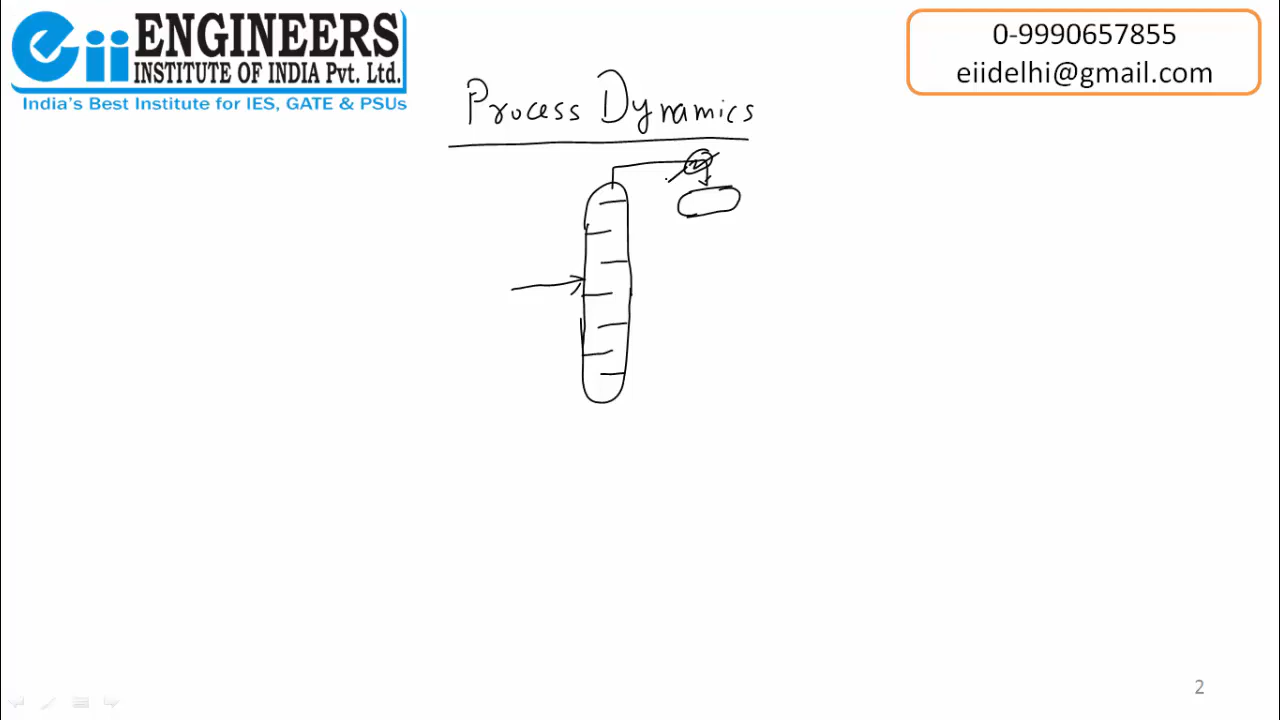 eii ENGINEERS
INSTITUTE OF INDIA Pvt. Ltd.
India's Best Institute for IES, GATE & PSUs
0-9990657855
eiidelhi@gmail.com
Process Dynamics
2